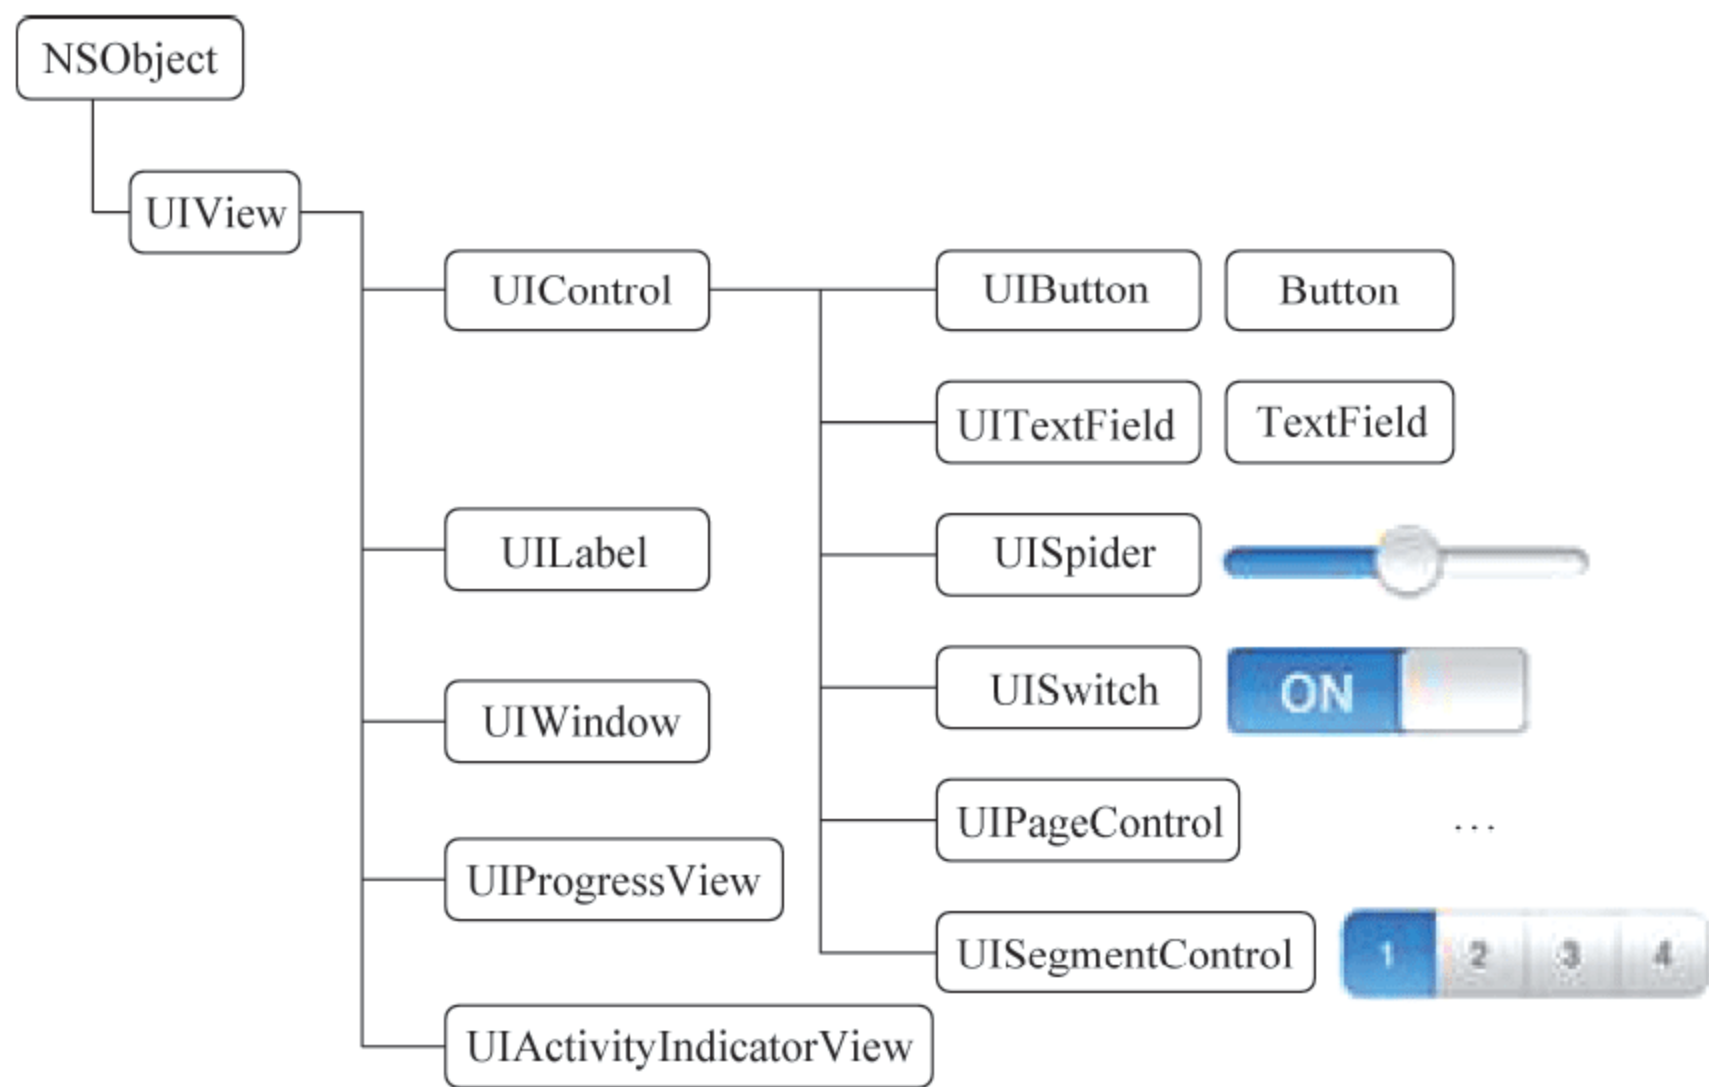 NSObject
UIView
UIControl
UIButton
Button
UITextField
TextField
UILabel
UISpider
UISwitch
ON
UIWindow
UIPageControl
...
UIProgressView
UISegmentControl
1 2 3 4
UIActivityIndicatorView